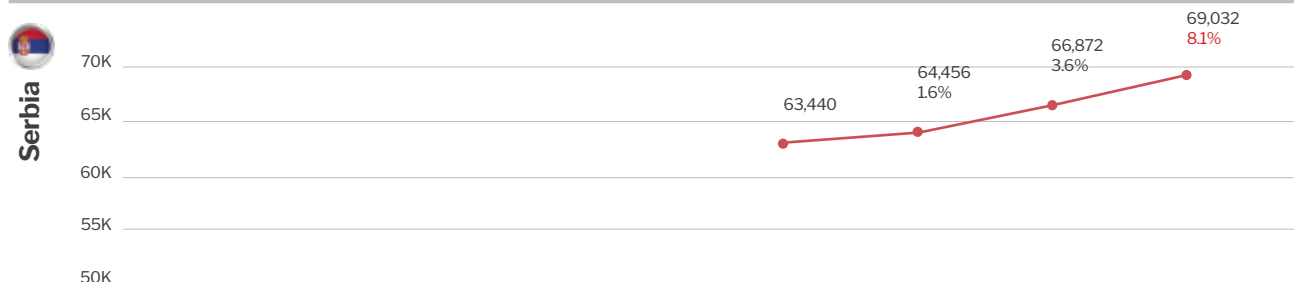 Serbia
69,032
8.1%
66,872
3.6%
64,456
1.6%
63,440
70K
65K
60K
55K
50K